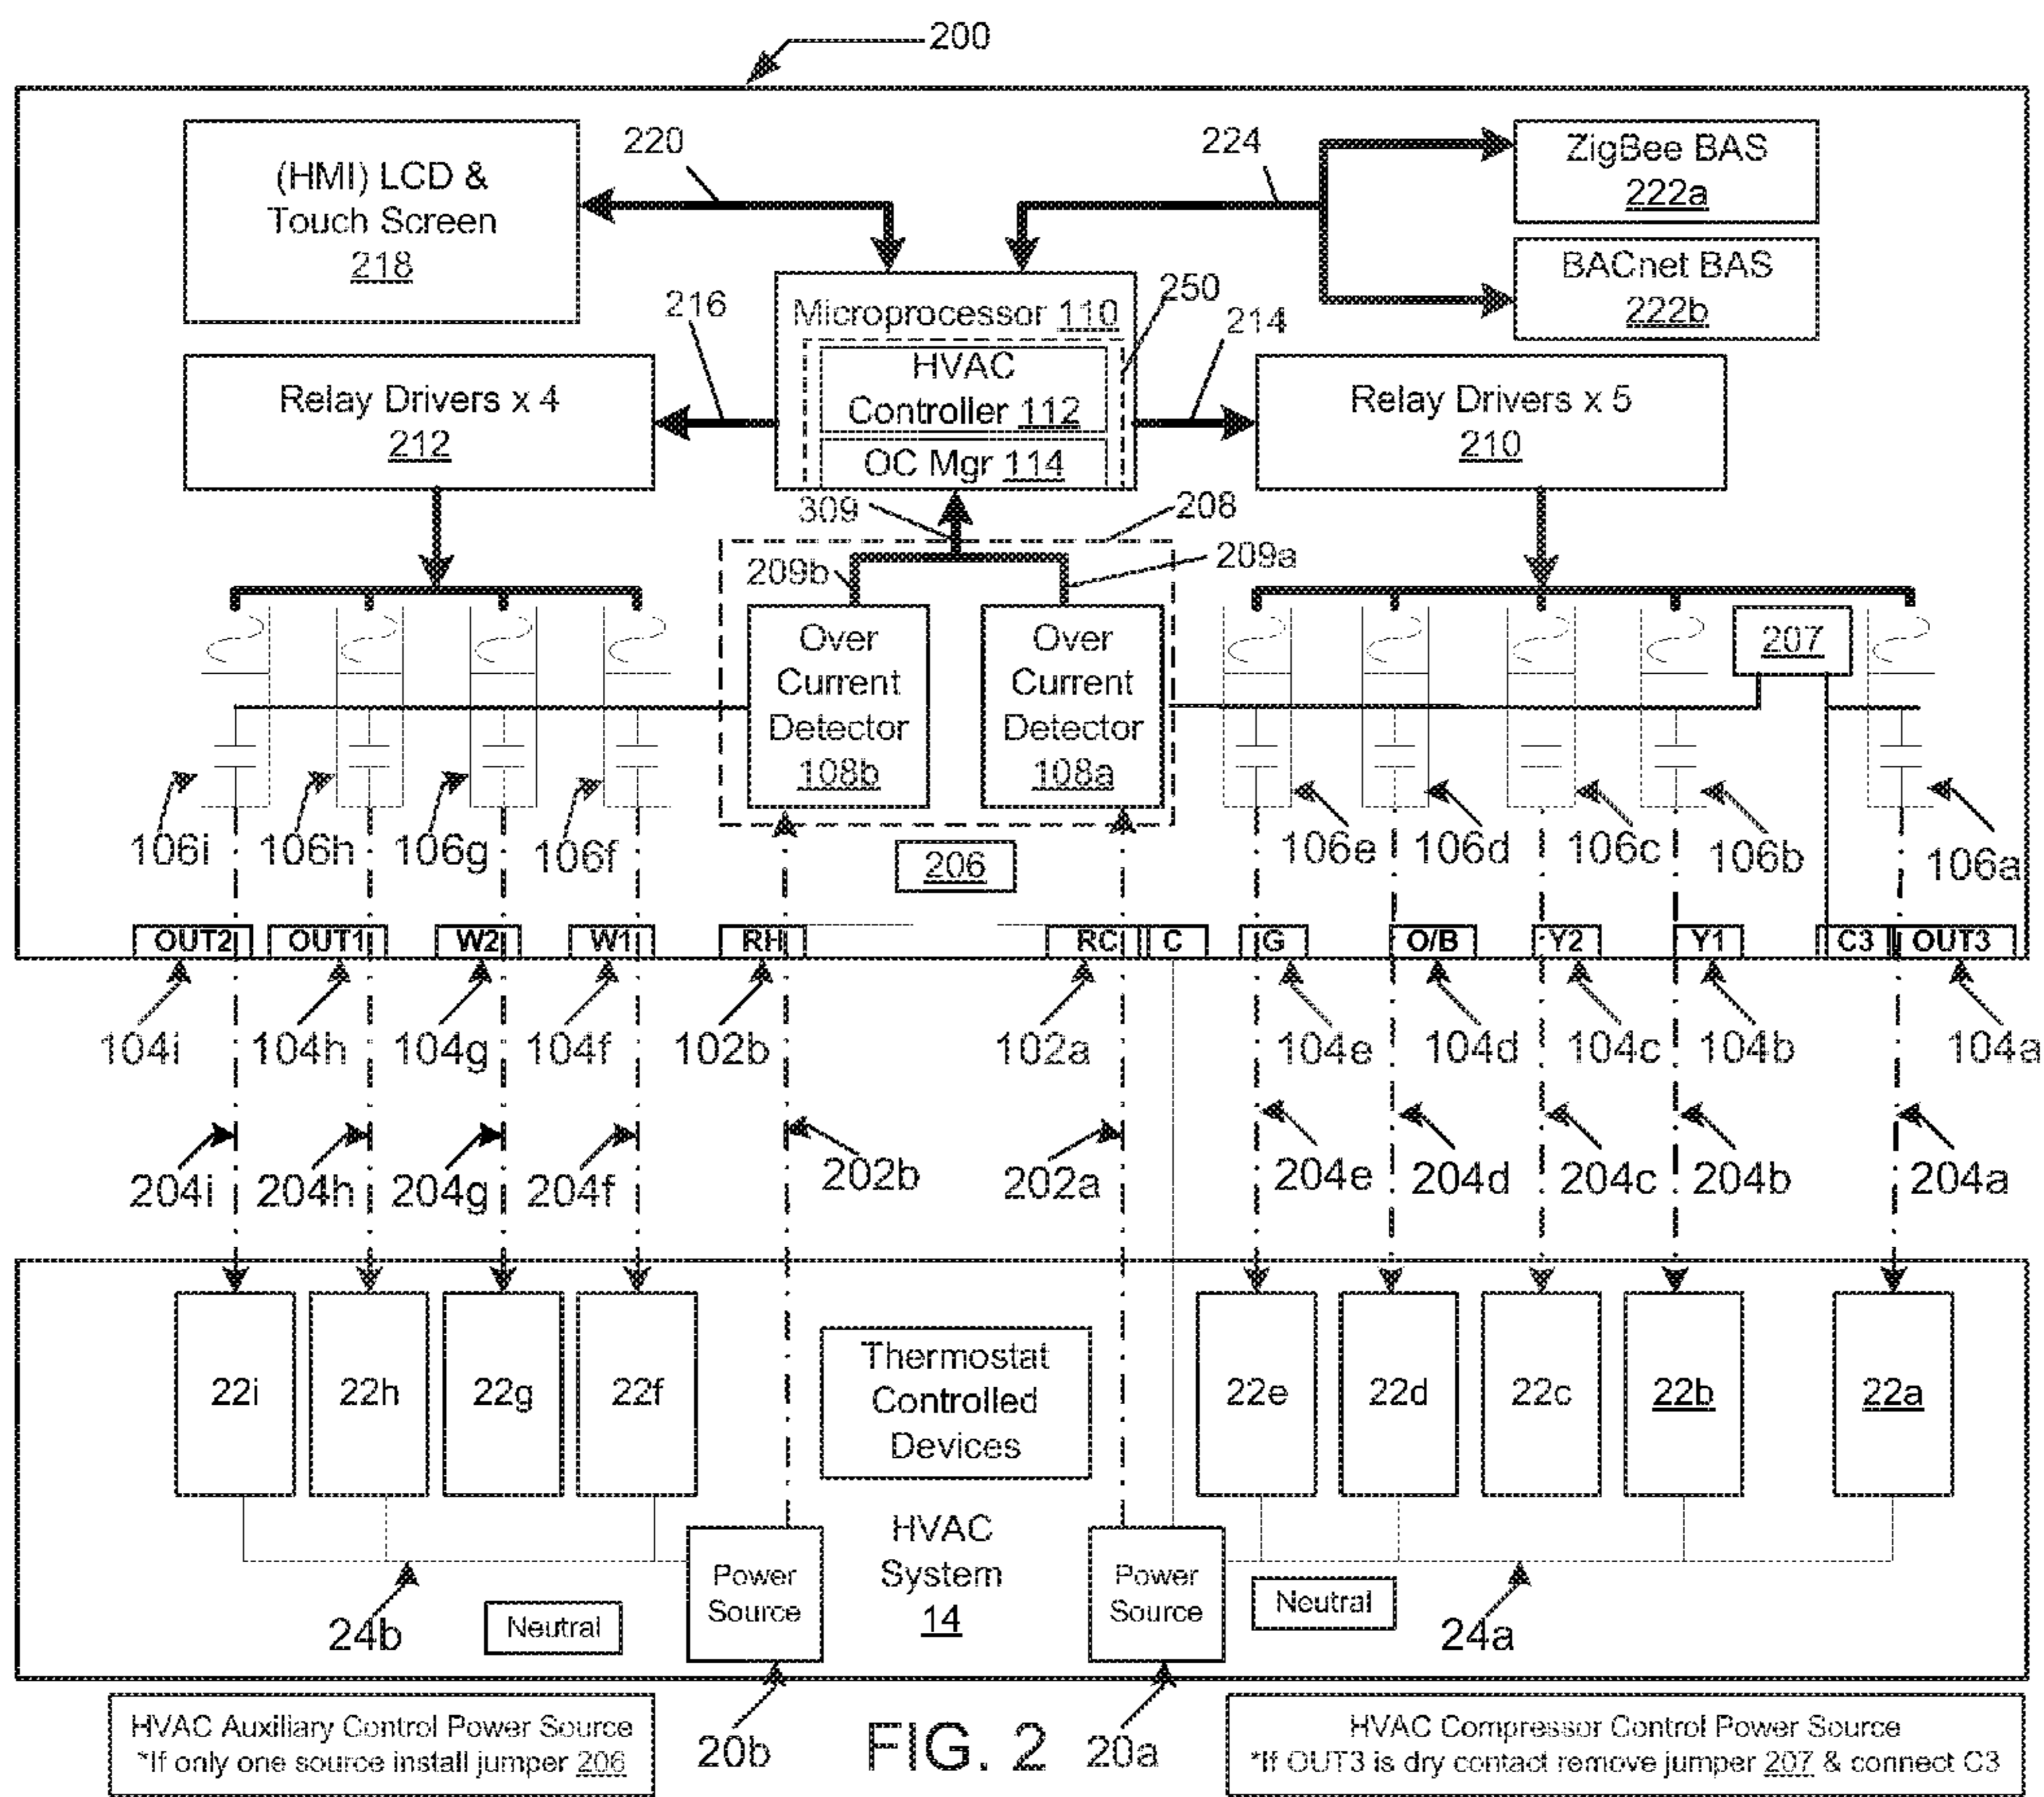 200
(HMI) LCD &
Touch Screen
218
220
224
ZigBee BAS
222a
BACnet BAS
222b
Microprocessor 110
250
HVAC
Controller 112
OC Mgr 114
216
214
Relay Drivers x 4
212
Relay Drivers x 5
210
309
208
209b
209a
Over
Current
Detector
108b
Over
Current
Detector
108a
207
106i
106h
106g
106f
206
106e
106d
106c
106b
106a
OUT2
OUT1
W2
W1
RH
RC
C
G
O/B
Y2
Y1
C3
OUT3
104i
104h
104g
104f
102b
102a
104e
104d
104c
104b
104a
204i
204h
204g
204f
202b
202a
204e
204d
204c
204b
204a
22i
22h
22g
22f
Thermostat
Controlled
Devices
22e
22d
22c
22b
22a
HVAC
System
14
Power
Source
Power
Source
24b
Neutral
Neutral
24a
HVAC Auxiliary Control Power Source
*If only one source install jumper 206
20b
FIG. 2
20a
HVAC Compressor Control Power Source
*If OUT3 is dry contact remove jumper 207 & connect C3